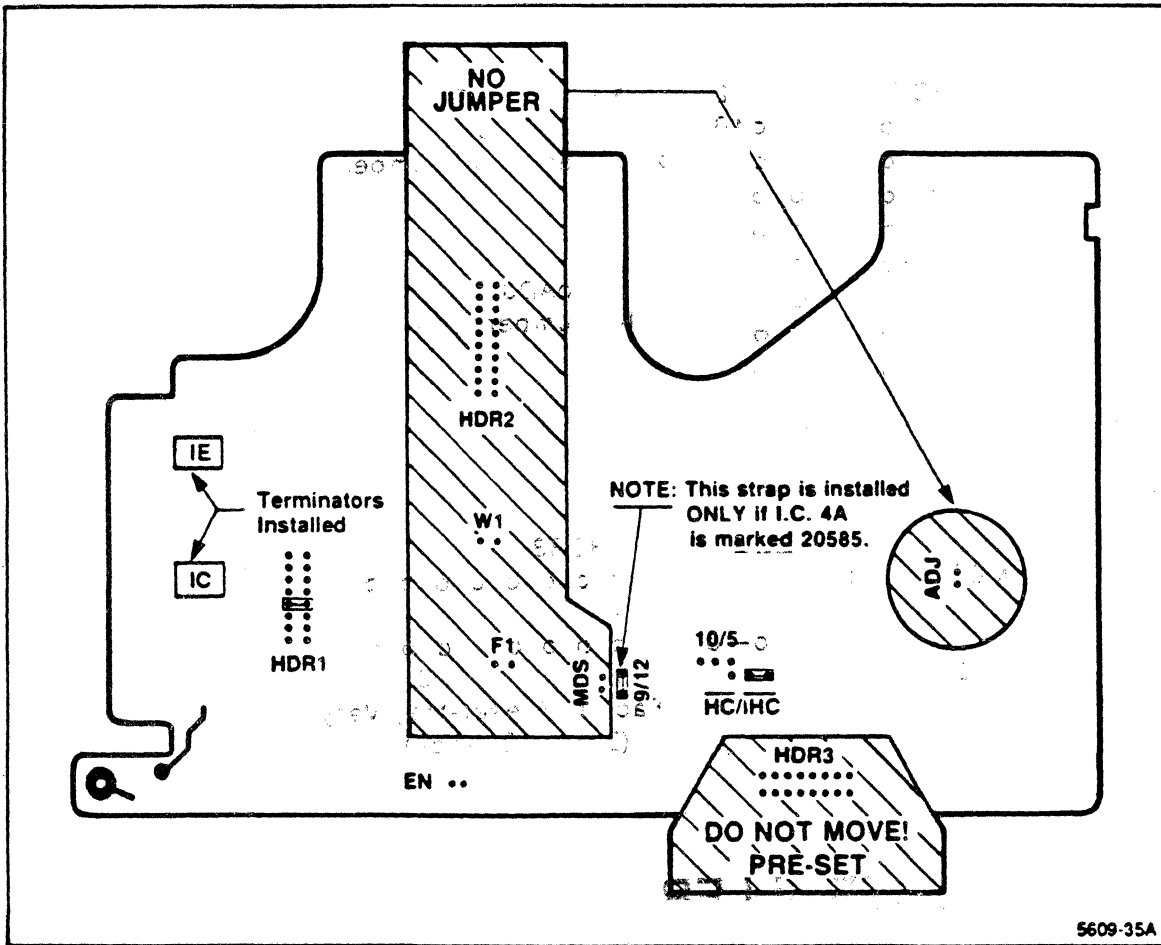 NO
JUMPER
HDR2
IE
Terminators
Installed
IC
HDR1
W1
NOTE: This strap is installed
ONLY if I.C. 4A
is marked 20585.
ADJ
F1
MDS
9/12
10/5
HC/IHC
EN
HDR3
DO NOT MOVE!
PRE-SET
5609-35A